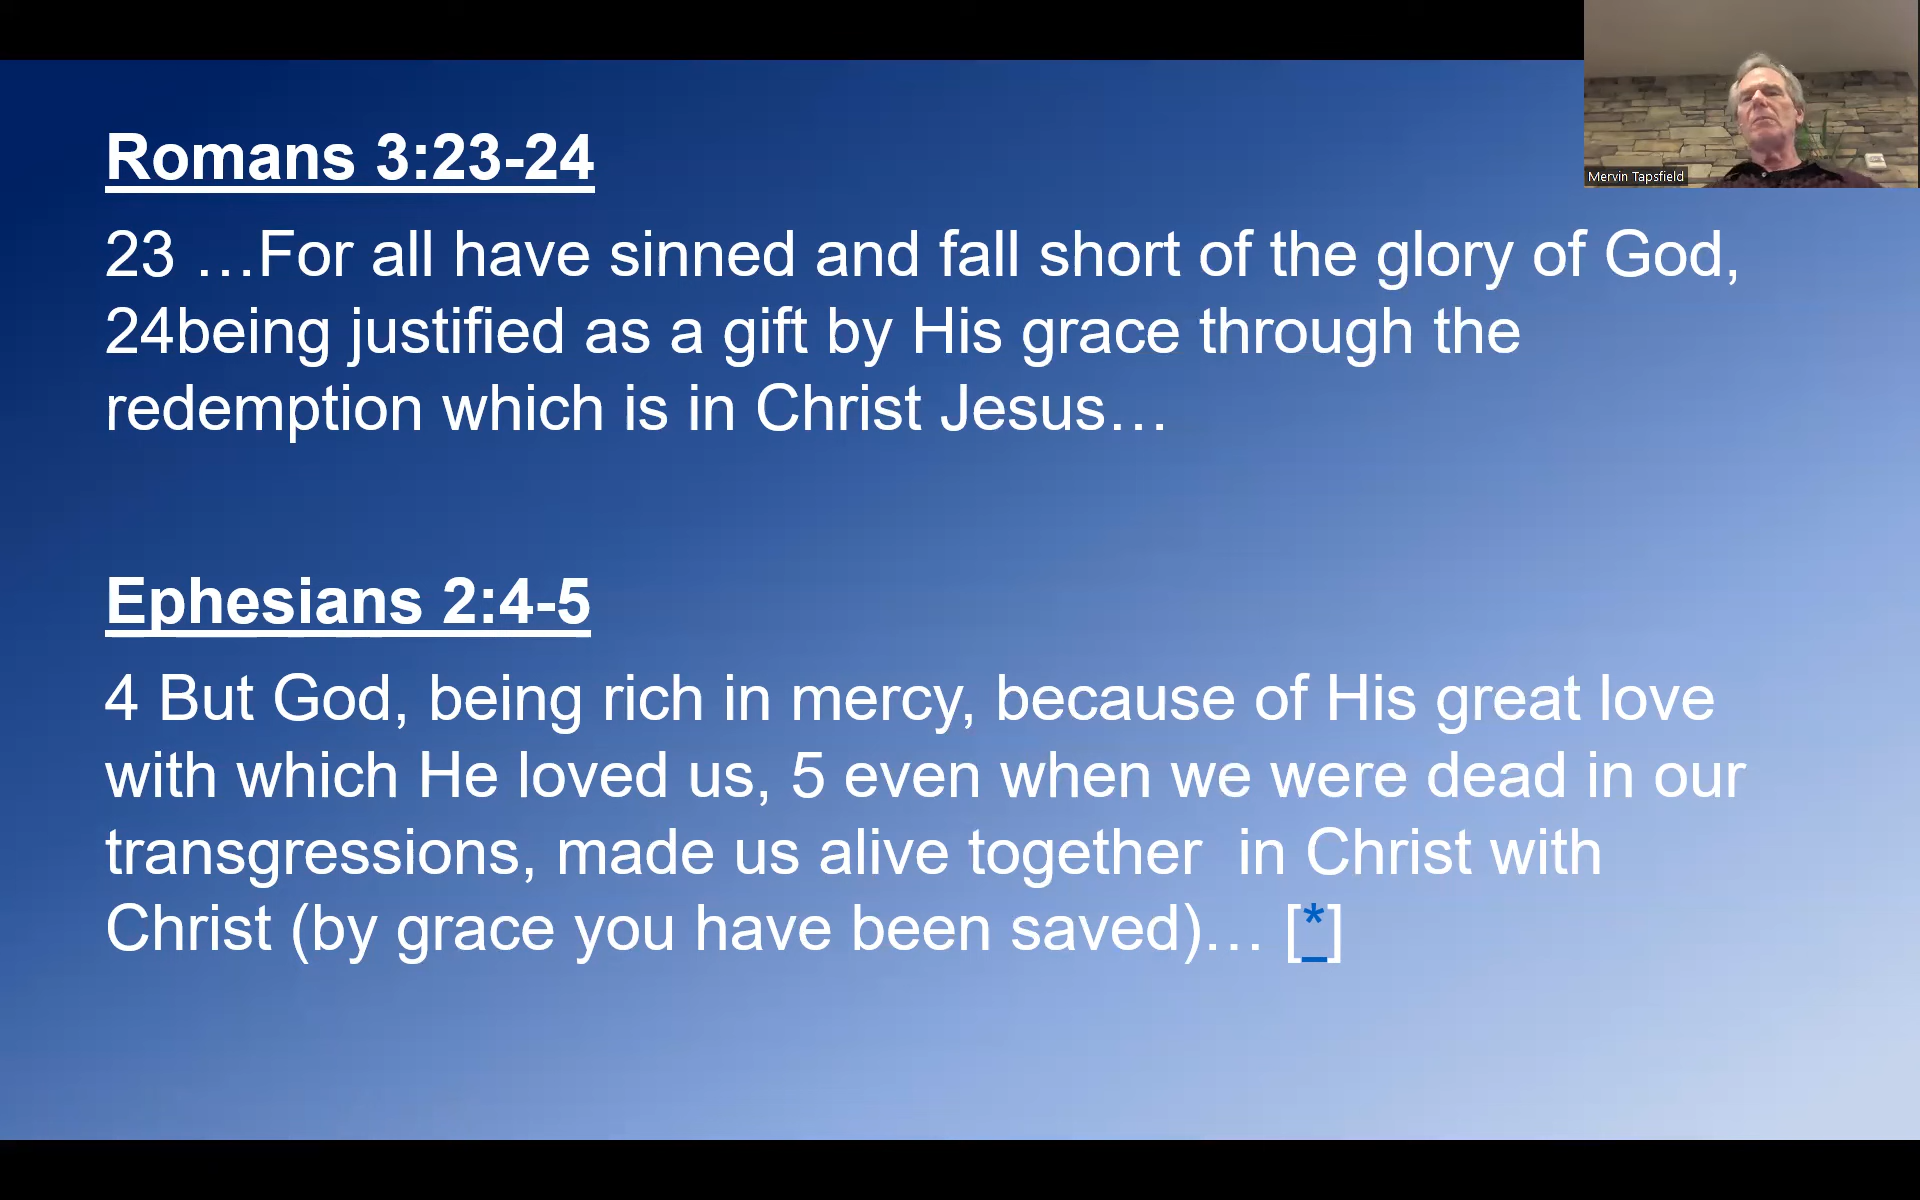 Mervin Tapsfield
Romans 3:23-24
23 …For all have sinned and fall short of the glory of God,
24being justified as a gift by His grace through the
redemption which is in Christ Jesus…
Ephesians 2:4-5
4 But God, being rich in mercy, because of His great love
with which He loved us, 5 even when we were dead in our
transgressions, made us alive together  in Christ with
Christ (by grace you have been saved)… [*]